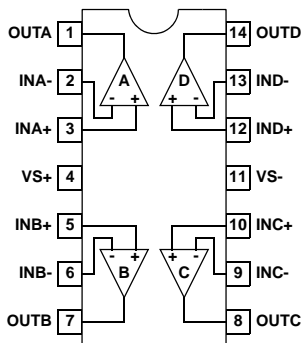 OUTA 1 14 OUTD
INA- 2 A D 13 IND-
- + + -
INA+ 3 12 IND+
VS+ 4 11 VS-
INB+ 5 10 INC+
- + + -
INB- 6 B C 9 INC-
OUTB 7 8 OUTC